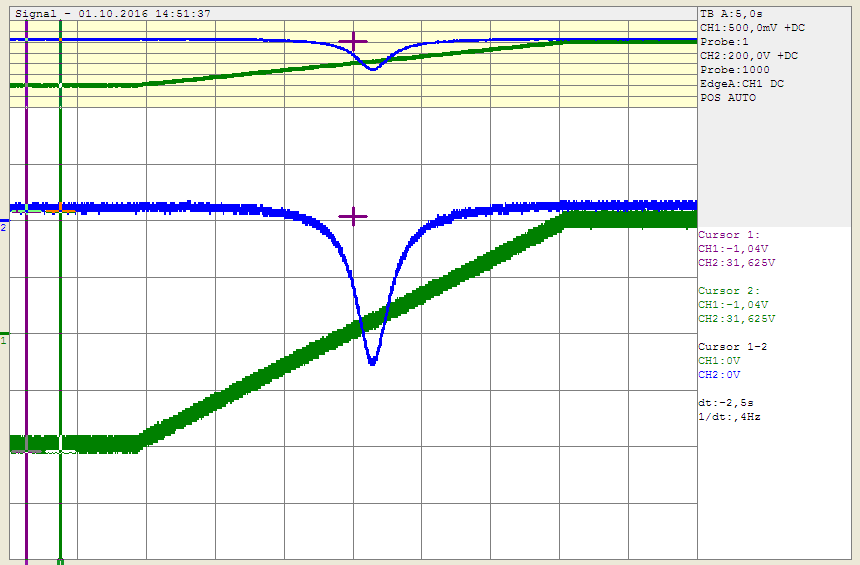 Signal - 01.10.2016 14:51:37
TB A:5,0s
CH1:500,0mV +DC
Probe:1
CH2:200,0V +DC
Probe:1000
EdgeA:CH1 DC
POS AUTO
2
1
Cursor 1:
CH1:-1,04V
CH2:31,625V
Cursor 2:
CH1:-1,04V
CH2:31,625V
Cursor 1-2
CH1:0V
CH2:0V
dt:-2,5s
1/dt:,4Hz